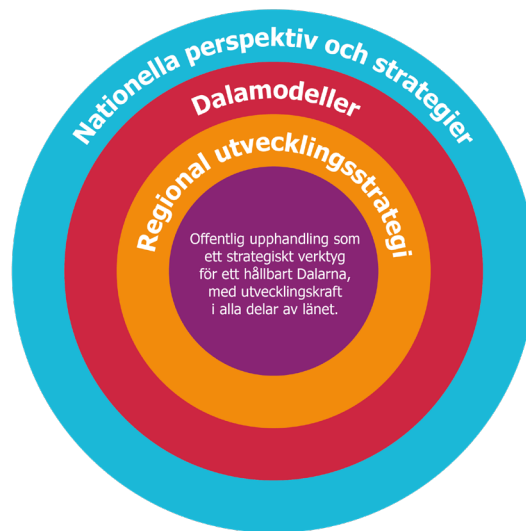 Nationella perspektiv och strategier
Dalamodeller
Regional utvecklingsstrategi
Offentlig upphandling som
ett strategiskt verktyg
för ett hållbart Dalarna,
med utvecklingskraft
i alla delar av länet.